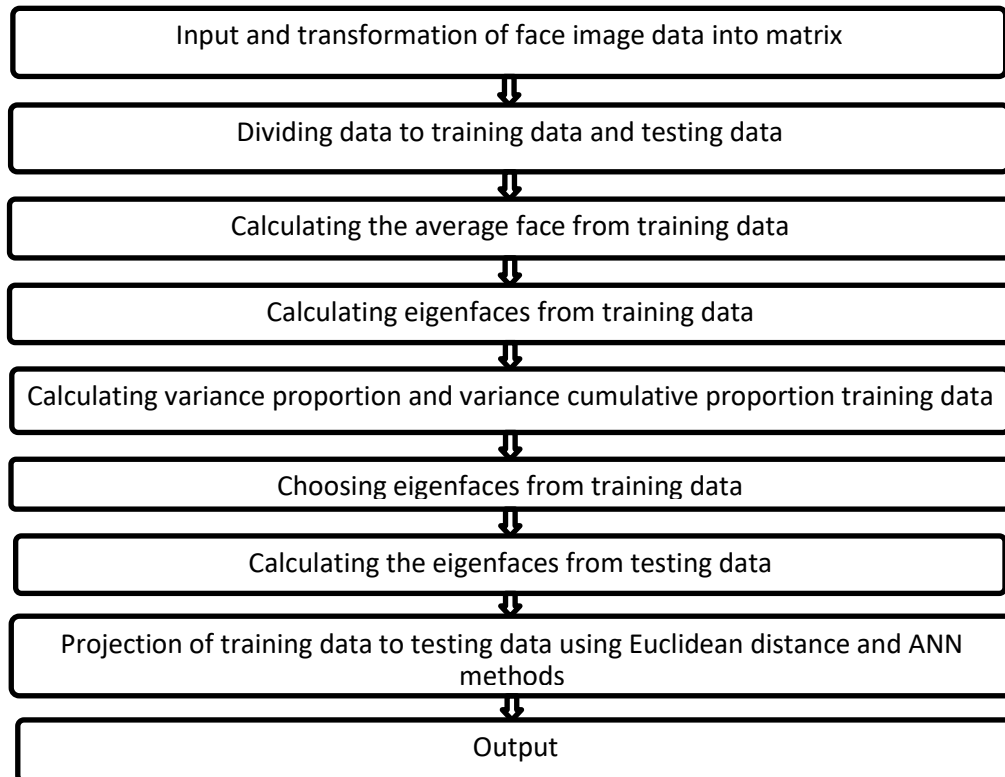 Input and transformation of face image data into matrix
Dividing data to training data and testing data
Calculating the average face from training data
Calculating eigenfaces from training data
Calculating variance proportion and variance cumulative proportion training data
Choosing eigenfaces from training data
Calculating the eigenfaces from testing data
Projection of training data to testing data using Euclidean distance and ANN
methods
Output